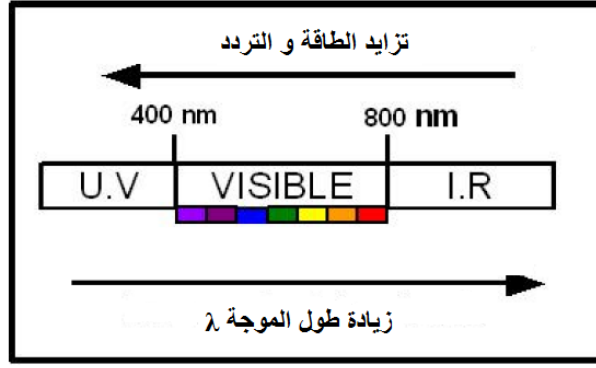 تزايد الطاقة و التردد
400 nm 800 nm
U.V VISIBLE I.R
زيادة طول الموجة λ